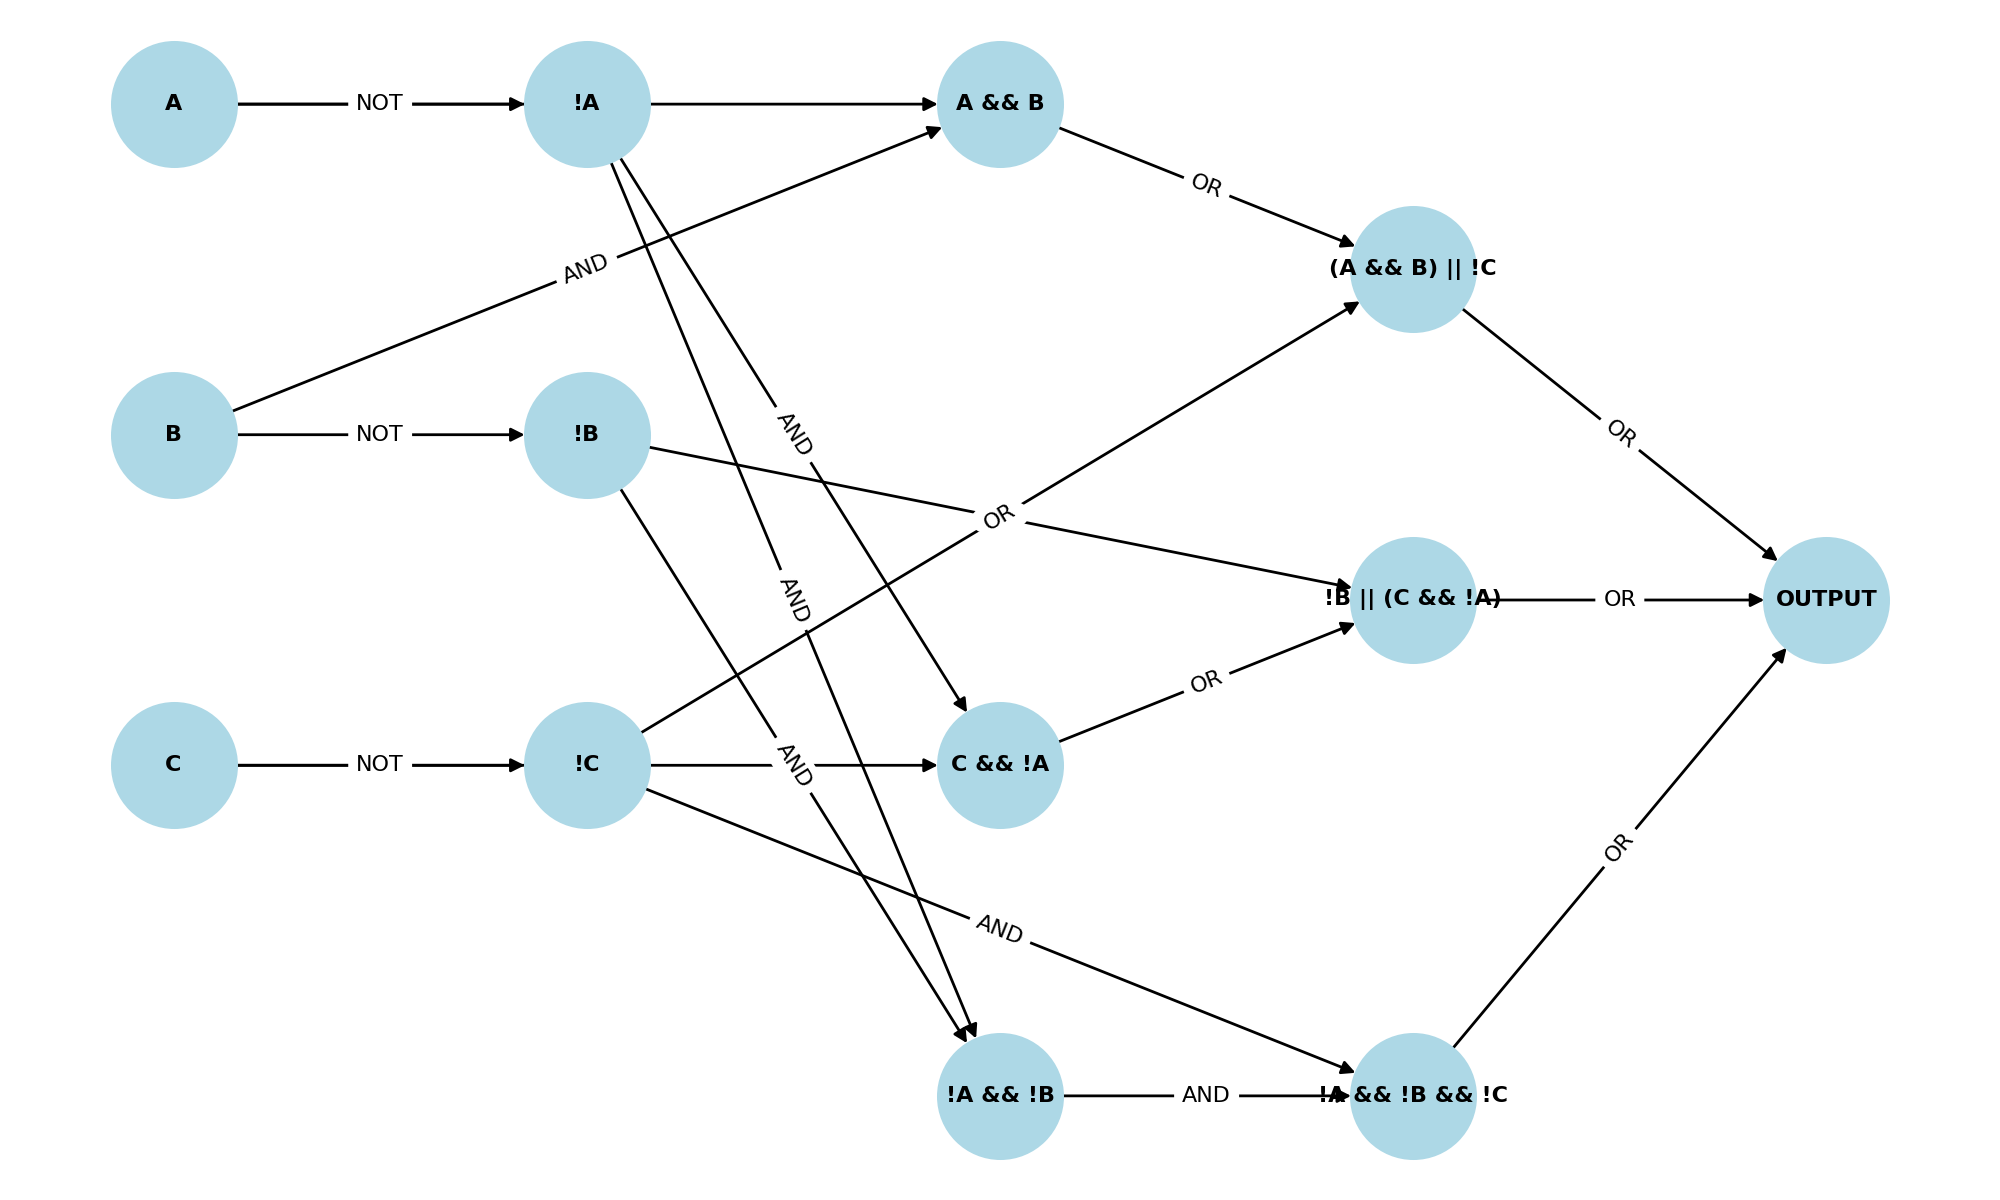 A
NOT
!A
A && B
OR
AND
(A && B) || !C
B
NOT
!B
AND
OR
OR
AND
!B || (C && !A)
OR
OUTPUT
OR
C
NOT
!C
AND
C && !A
OR
AND
!A && !B
AND
!A && !B && !C